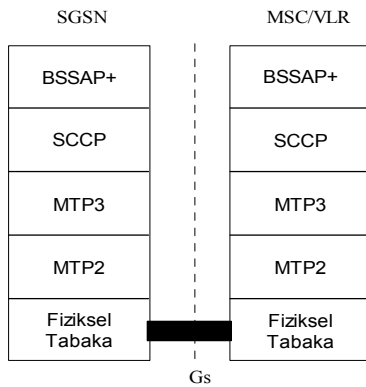 SGSN
MSC/VLR
BSSAP+
BSSAP+
SCCP
SCCP
MTP3
MTP3
MTP2
MTP2
Fiziksel
Tabaka
Fiziksel
Tabaka
Gs